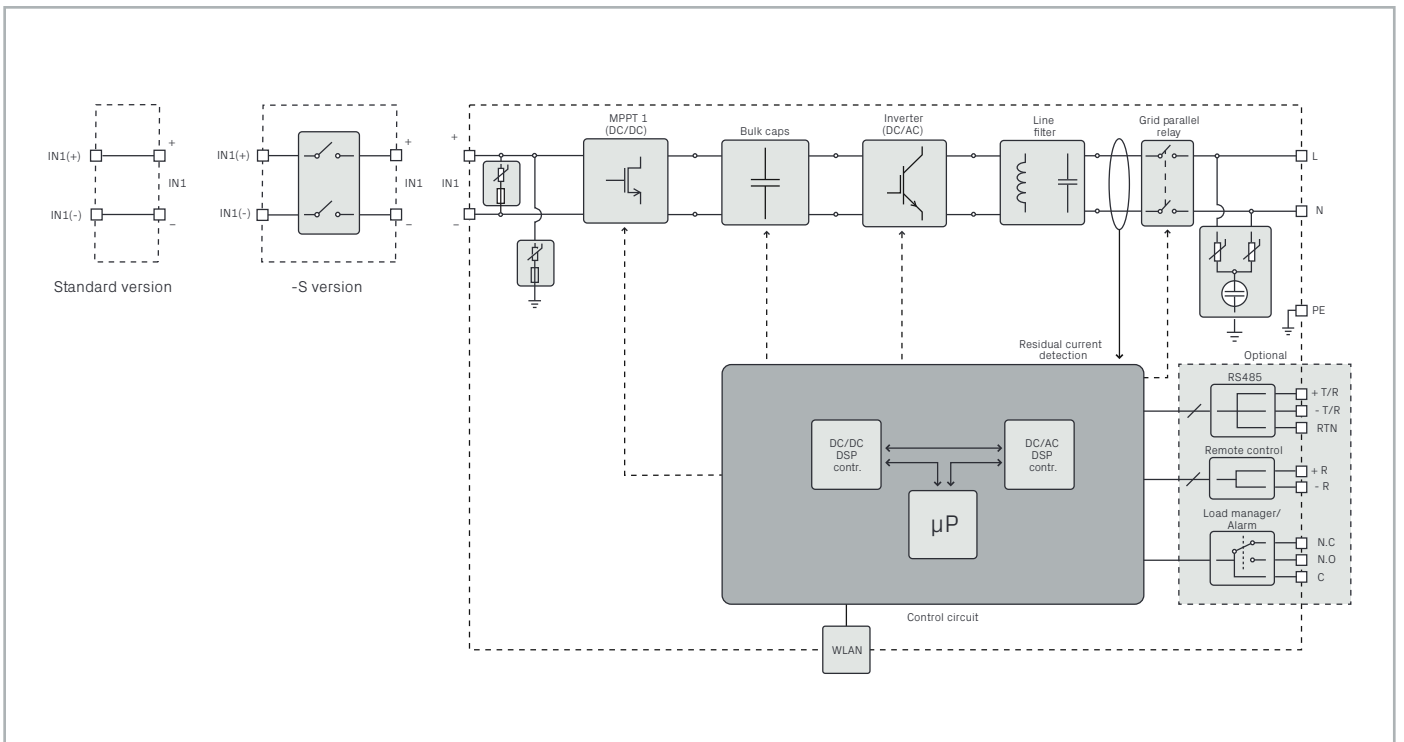 IN1(+)
IN1(-)
+
IN1
–
Standard version
IN1(+)
IN1(-)
+
IN1
–
-S version
+
IN1
–
MPPT 1
(DC/DC)
Bulk caps
Inverter
(DC/AC)
Line
filter
Grid parallel
relay
L
N
PE
Residual current
detection
Optional
RS485
+ T/R
- T/R
RTN
Remote control
+ R
- R
Load manager/
Alarm
N.C
N.O
C
DC/DC
DSP
contr.
DC/AC
DSP
contr.
µP
Control circuit
WLAN